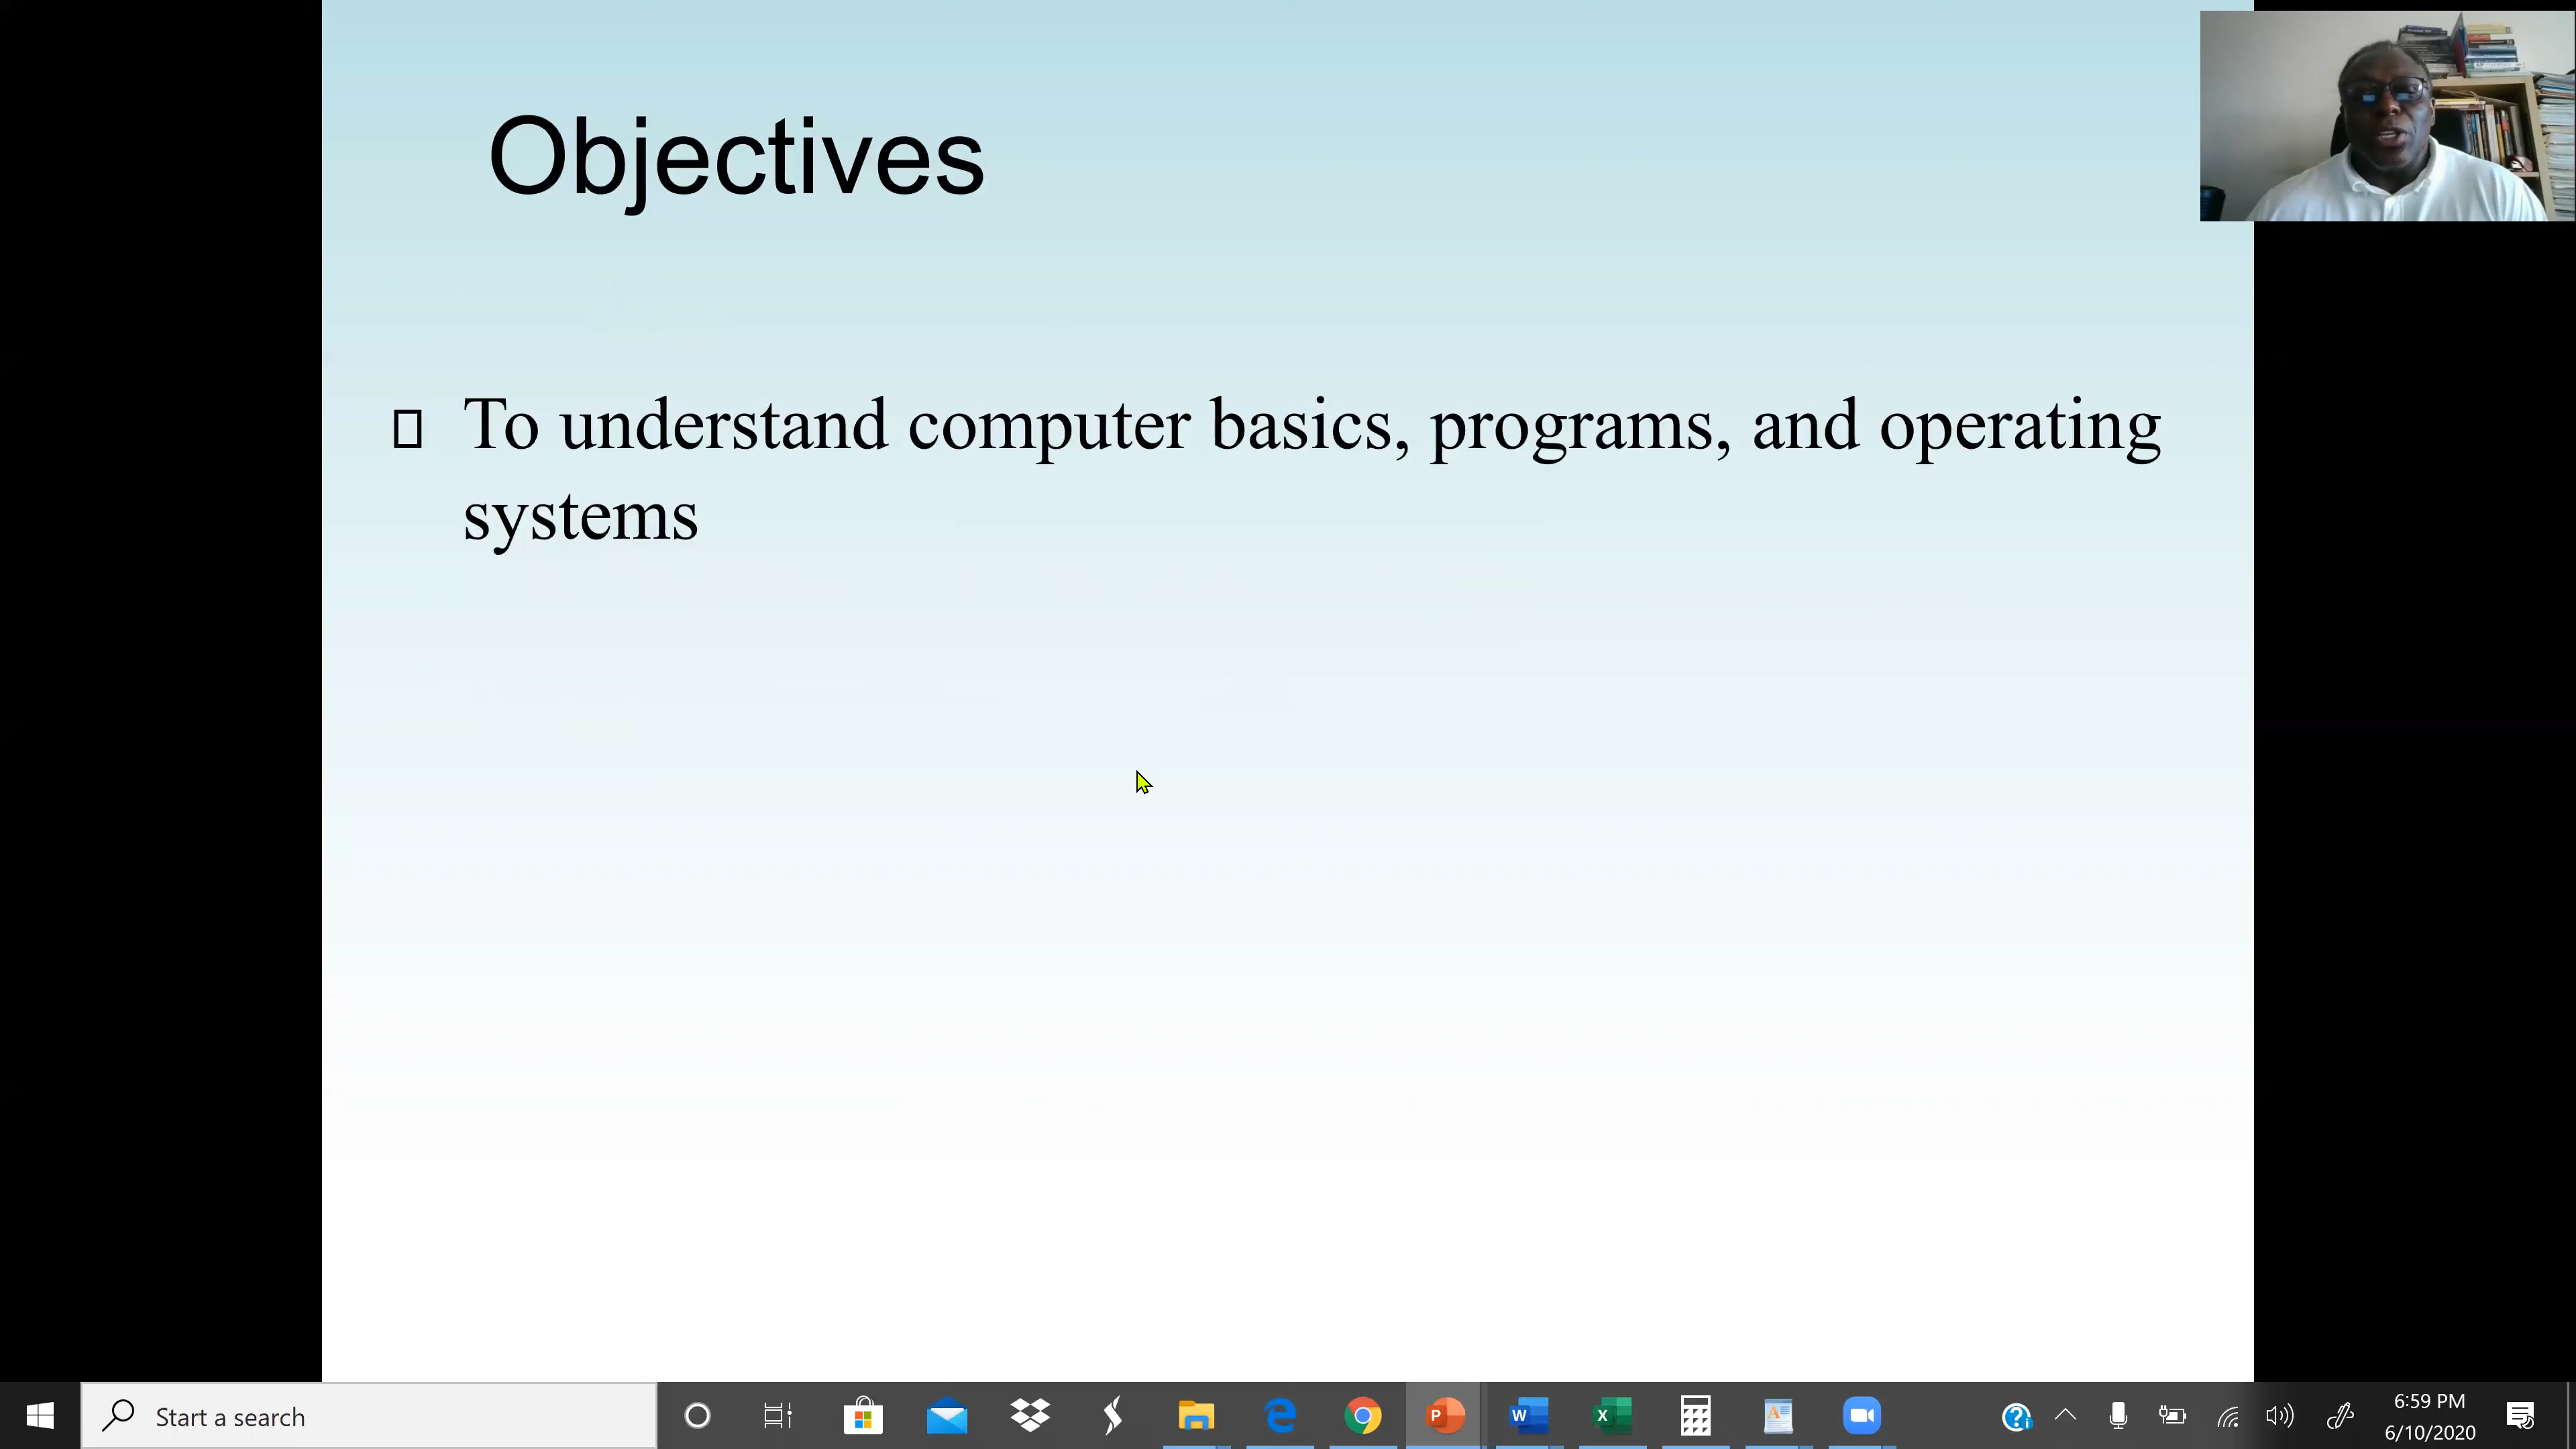 Objectives
To understand computer basics, programs, and operating
systems
Start a search
6:59 PM
6/10/2020